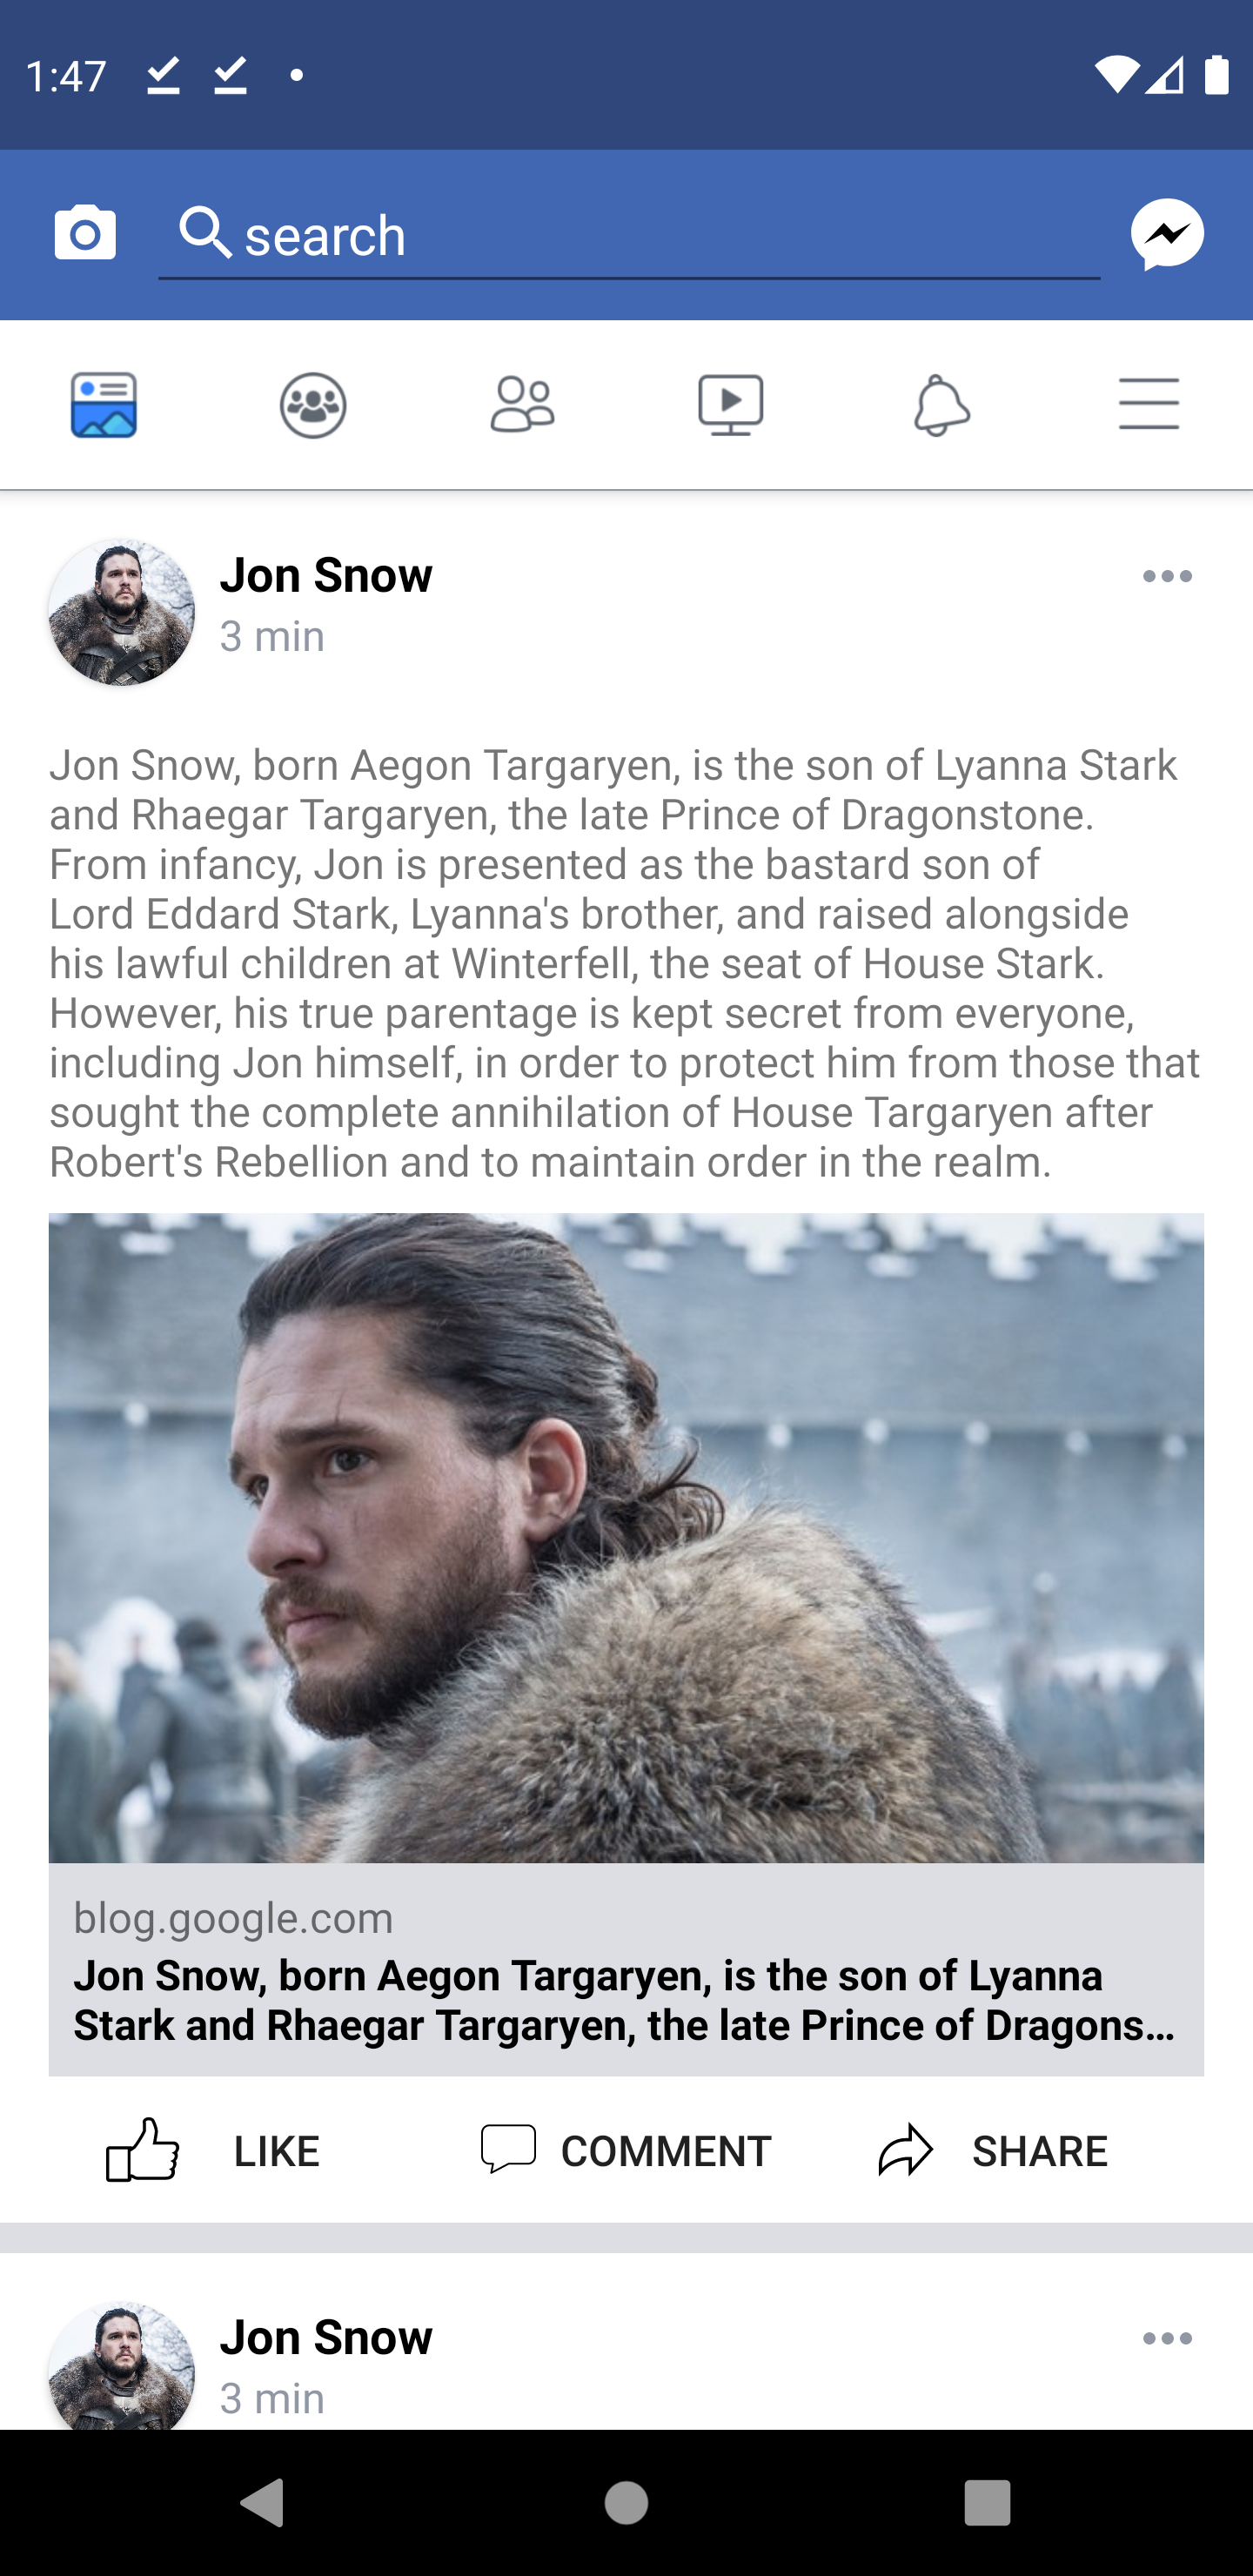 1:47
search
Jon Snow
3 min
Jon Snow, born Aegon Targaryen, is the son of Lyanna Stark
and Rhaegar Targaryen, the late Prince of Dragonstone.
From infancy, Jon is presented as the bastard son of
Lord Eddard Stark, Lyanna's brother, and raised alongside
his lawful children at Winterfell, the seat of House Stark.
However, his true parentage is kept secret from everyone,
including Jon himself, in order to protect him from those that
sought the complete annihilation of House Targaryen after
Robert's Rebellion and to maintain order in the realm.
blog.google.com
Jon Snow, born Aegon Targaryen, is the son of Lyanna
Stark and Rhaegar Targaryen, the late Prince of Dragons...
LIKE COMMENT SHARE
Jon Snow
3 min